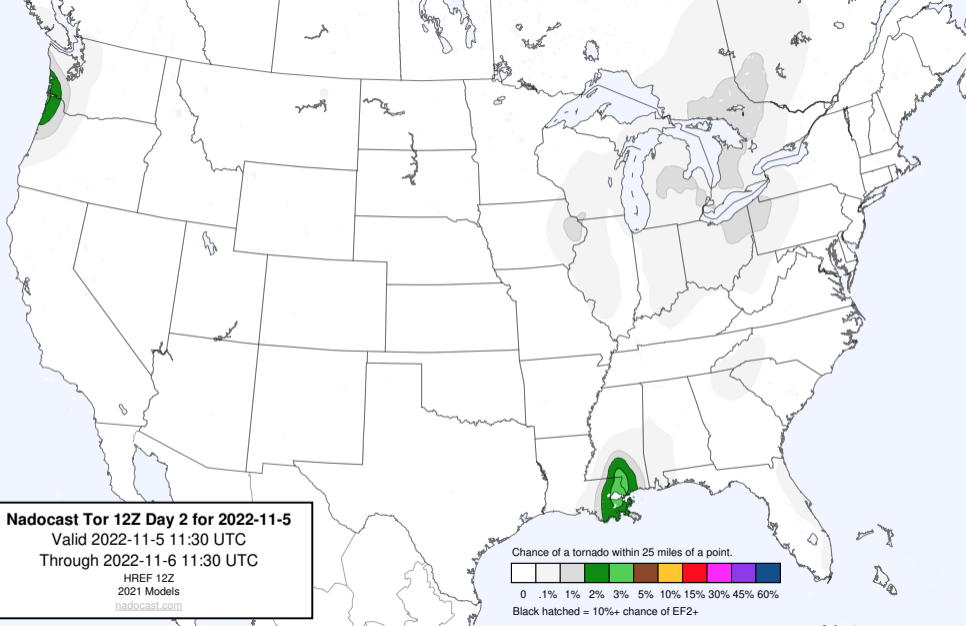 Nadocast Tor 12Z Day 2 for 2022-11-5
Valid 2022-11-5 11:30 UTC
Through 2022-11-6 11:30 UTC
HREF 12Z
2021 Models
nadocast.com
Chance of a tornado within 25 miles of a point.
0 .1% 1% 2% 3% 5% 10% 15% 30% 45% 60%
Black hatched = 10%+ chance of EF2+